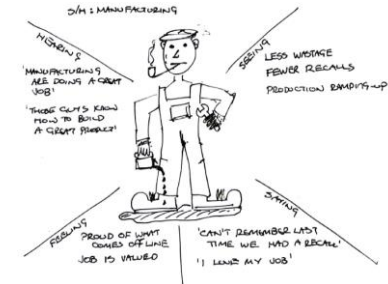 S/H : MANUFACTURING
HEARING
'MANUFACTURING
ARE DOING A GREAT
JOB'
'THOSE GUYS KNOW
HOW TO BUILD
A GREAT PRODUCT'
SEEING
LESS WASTAGE
FEWER RECALLS
PRODUCTION RAMPING-UP
FEELING
PROUD OF WHAT
COMES OFF LINE
JOB IS VALUED
SAYING
'CAN'T REMEMBER LAST
TIME WE HAD A RECALL'
'I LOVE MY JOB'